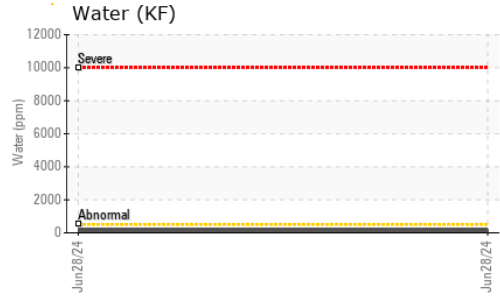 Water (KF)
12000
10000
8000
6000
4000
2000
0
Water (ppm)
Severe
Abnormal
Jun28/24
Jun28/24